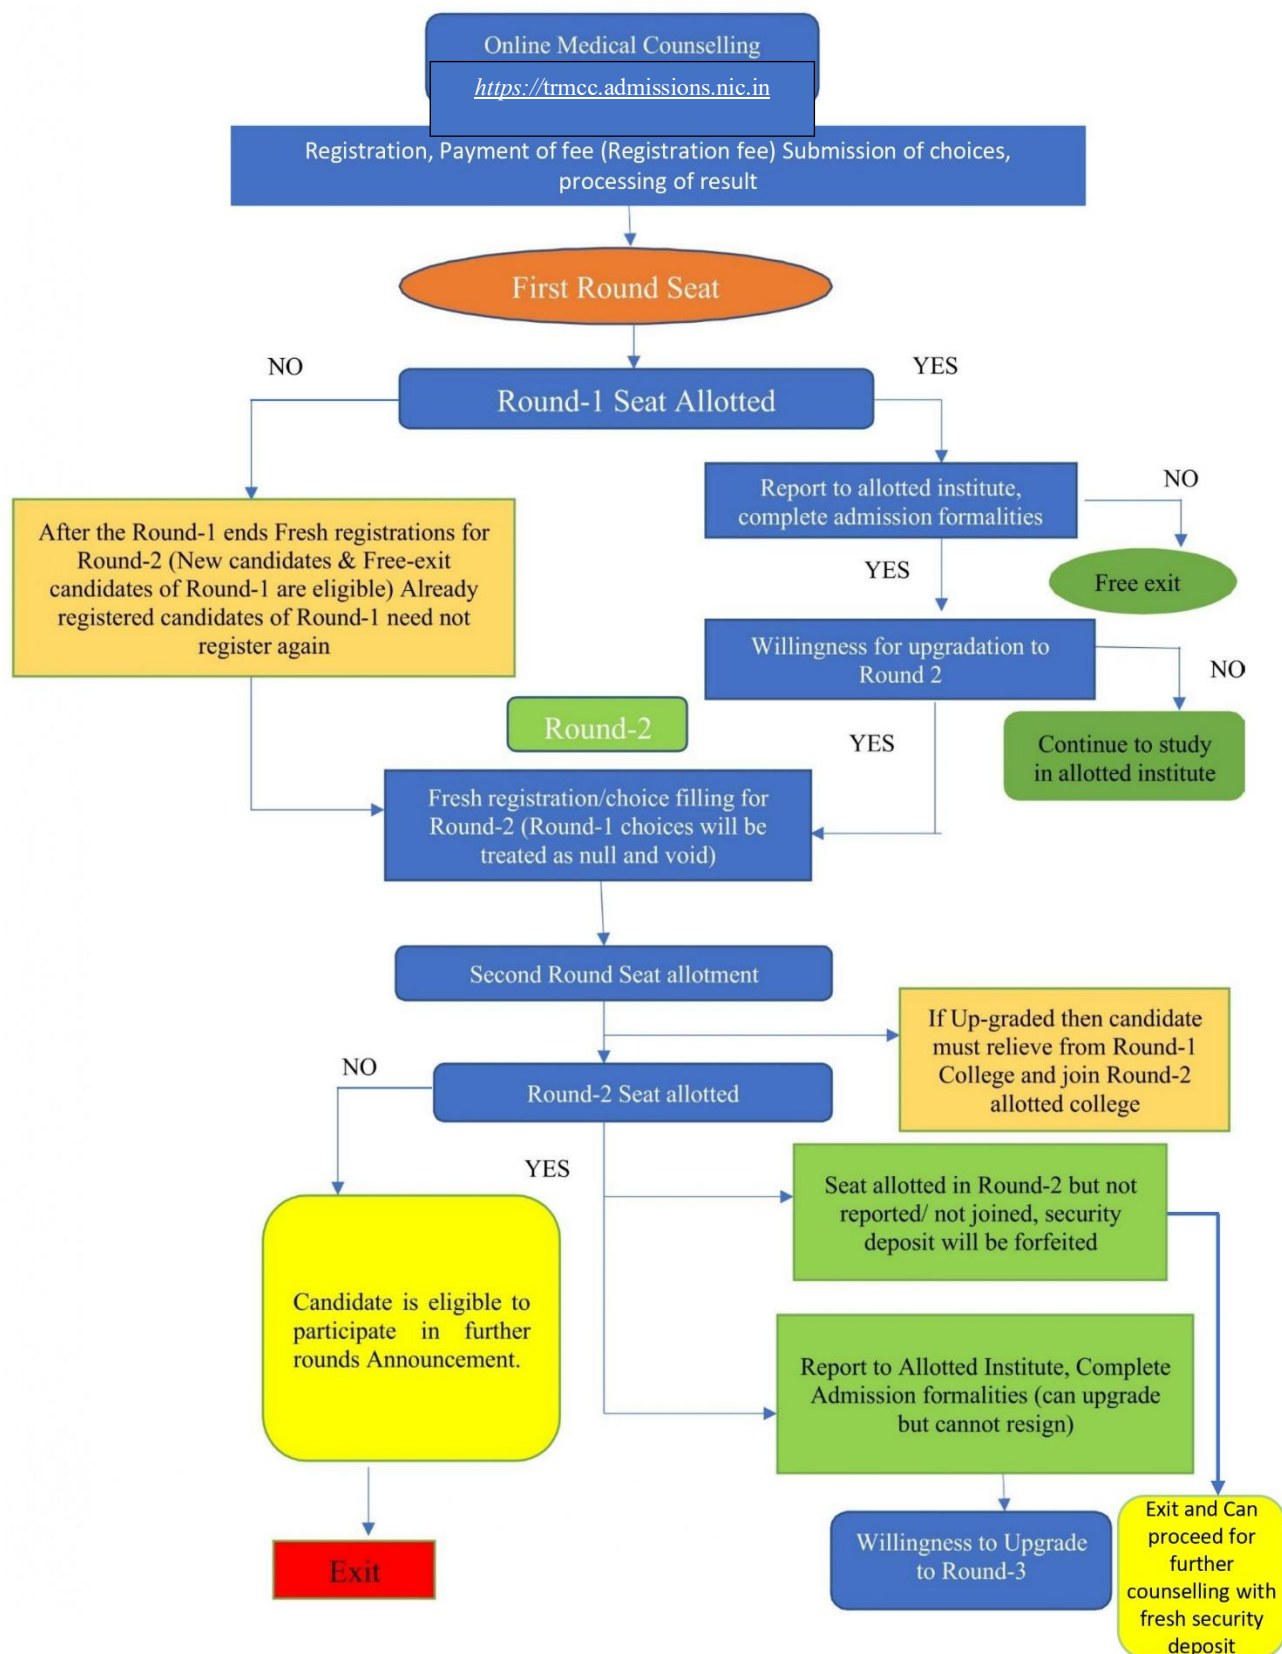 Online Medical Counselling
https://trmcc.admissions.nic.in
Registration, Payment of fee (Registration fee) Submission of choices,
processing of result
First Round Seat
NO
YES
Round-1 Seat Allotted
Report to allotted institute,
complete admission formalities
NO
After the Round-1 ends Fresh registrations for
Round-2 (New candidates & Free-exit
candidates of Round-1 are eligible) Already
registered candidates of Round-1 need not
register again
YES
Free exit
Willingness for upgradation to
Round 2
NO
Round-2
YES
Continue to study
in allotted institute
Fresh registration/choice filling for
Round-2 (Round-1 choices will be
treated as null and void)
Second Round Seat allotment
If Up-graded then candidate
must relieve from Round-1
College and join Round-2
allotted college
NO
Round-2 Seat allotted
YES
Seat allotted in Round-2 but not
reported/ not joined, security
deposit will be forfeited
Candidate is eligible to
participate in further
rounds Announcement.
Report to Allotted Institute, Complete
Admission formalities (can upgrade
but cannot resign)
Exit
Willingness to Upgrade
to Round-3
Exit and Can
proceed for
further
counselling with
fresh security
deposit